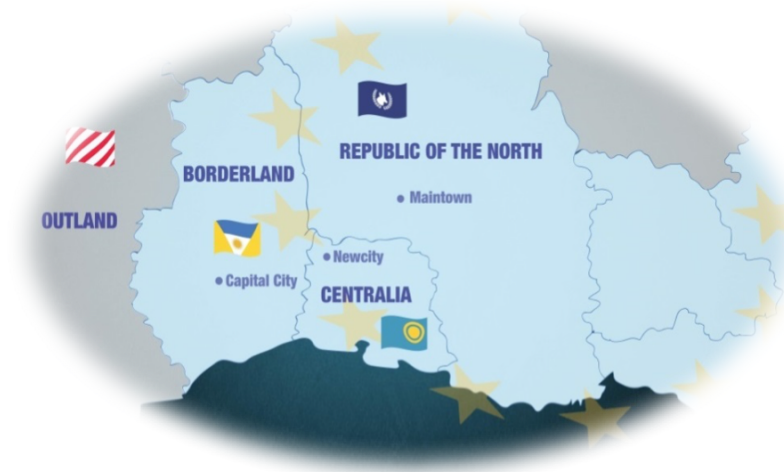 REPUBLIC OF THE NORTH
BORDERLAND
Maintown
OUTLAND
Newcity
Capital City
CENTRALIA